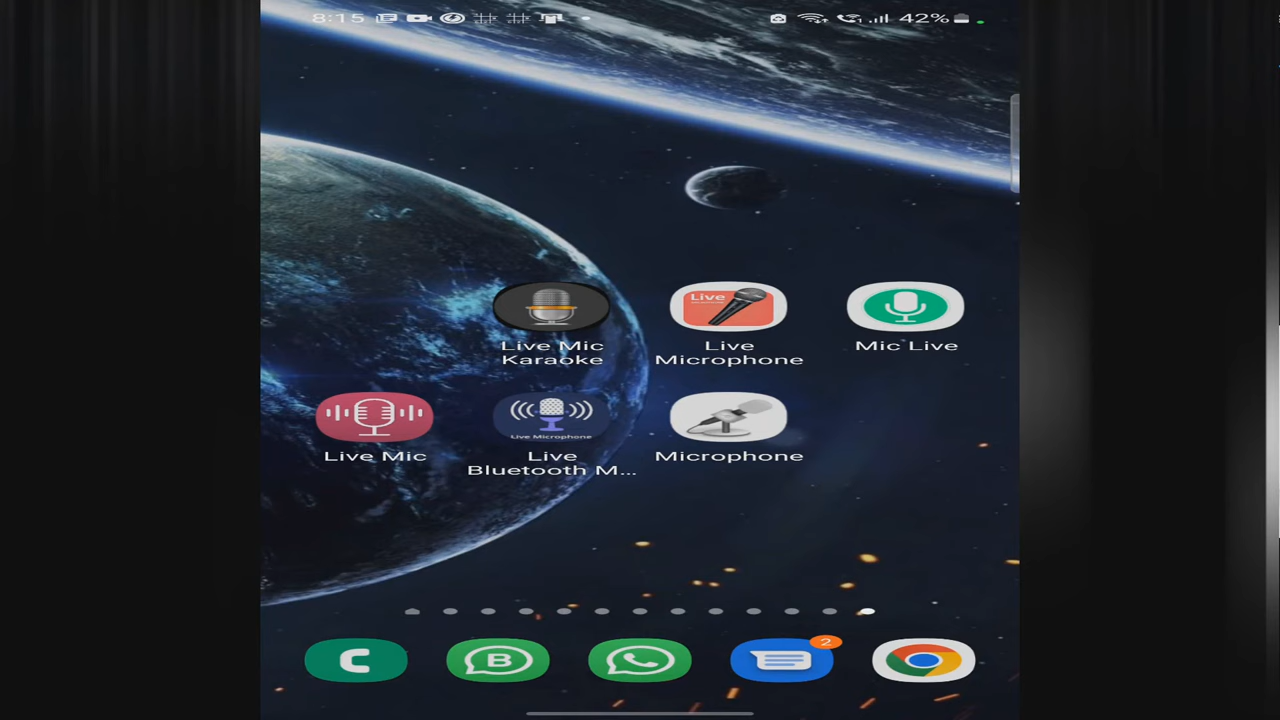 8:15
42%
Live
Live Mic
Karaoke
Live
Microphone
Mic Live
Live Microphone
Live Mic
Live
Bluetooth M...
Microphone
B
2